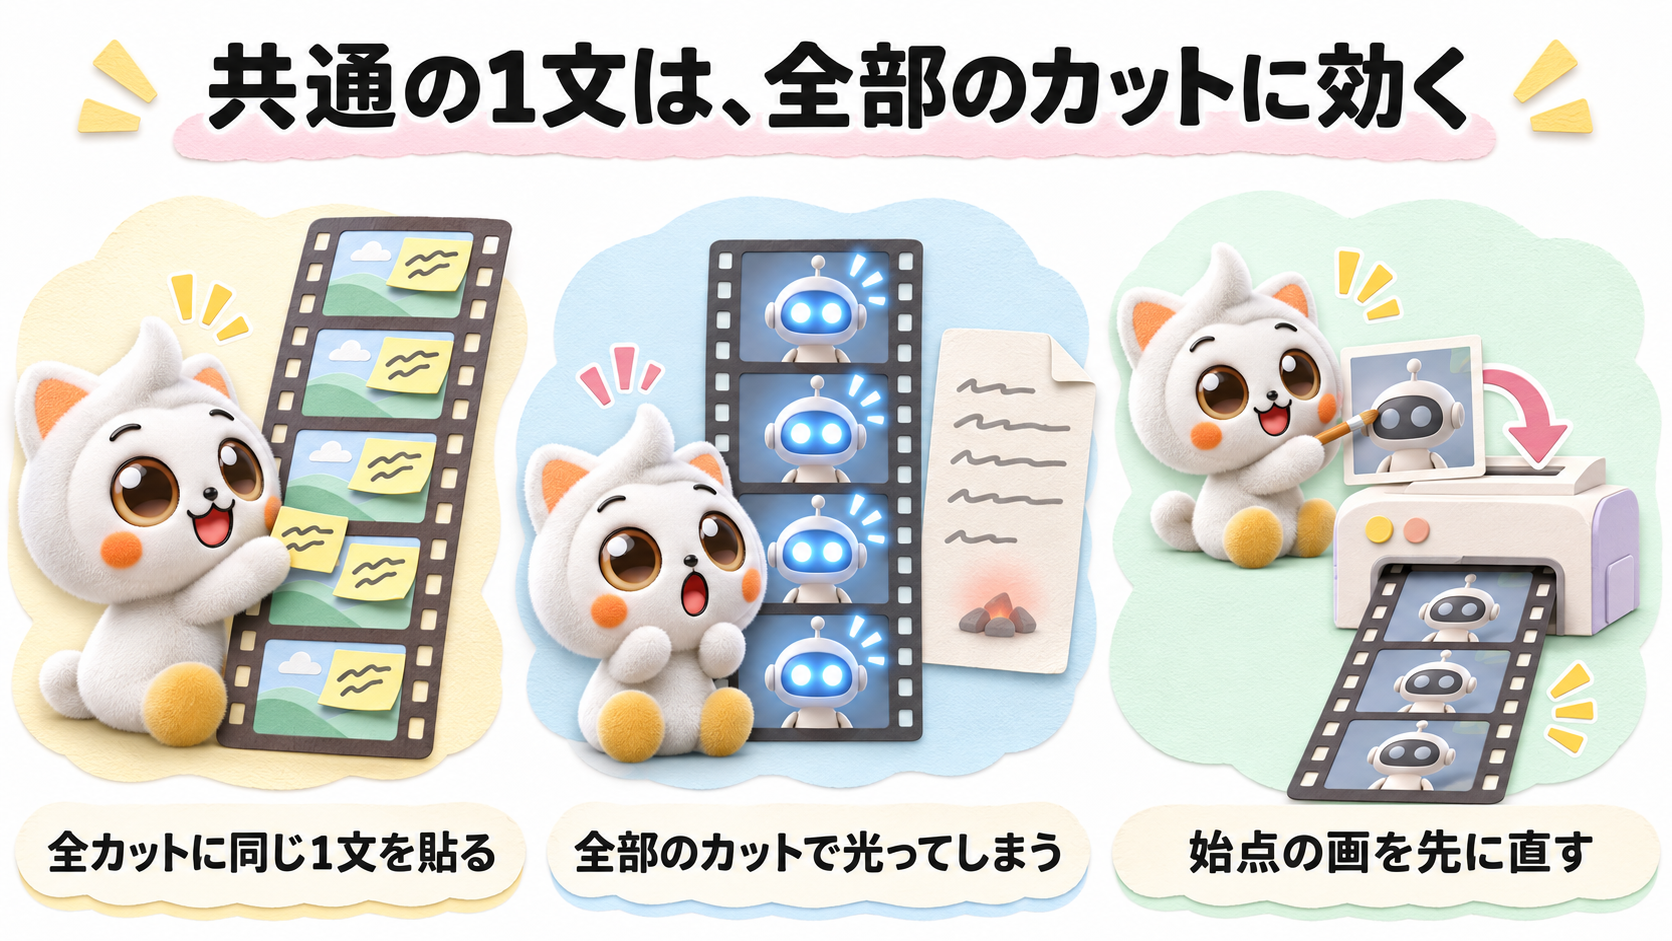 共通の1文は、全部のカットに効く
全カットに同じ1文を貼る
全部のカットで光ってしまう
始点の画を先に直す